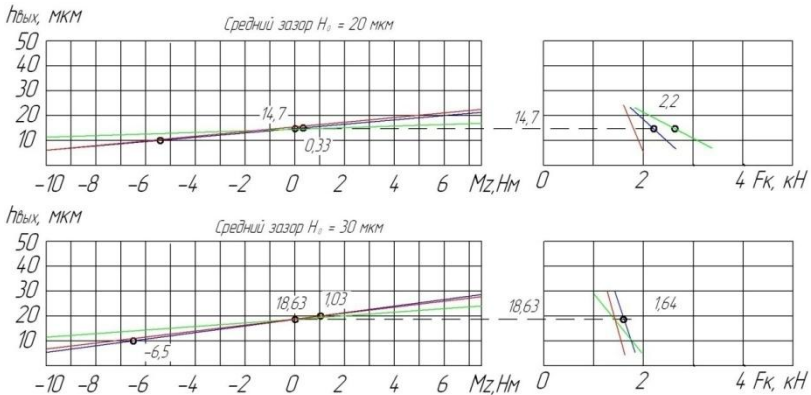 hвых, мкм
Средний зазор H₀ = 20 мкм
50
40
30
20
10
14,7
0,33
14,7
2,2
-10 -8 -6 -4 -2 0 2 4 6 Mz,Нм
0 2 4 Fк, кН
hвых, мкм
Средний зазор H₀ = 30 мкм
50
40
30
20
10
18,63
1,03
-6,5
18,63
1,64
-10 -8 -6 -4 -2 0 2 4 6 Mz,Нм
0 2 4 Fк, кН